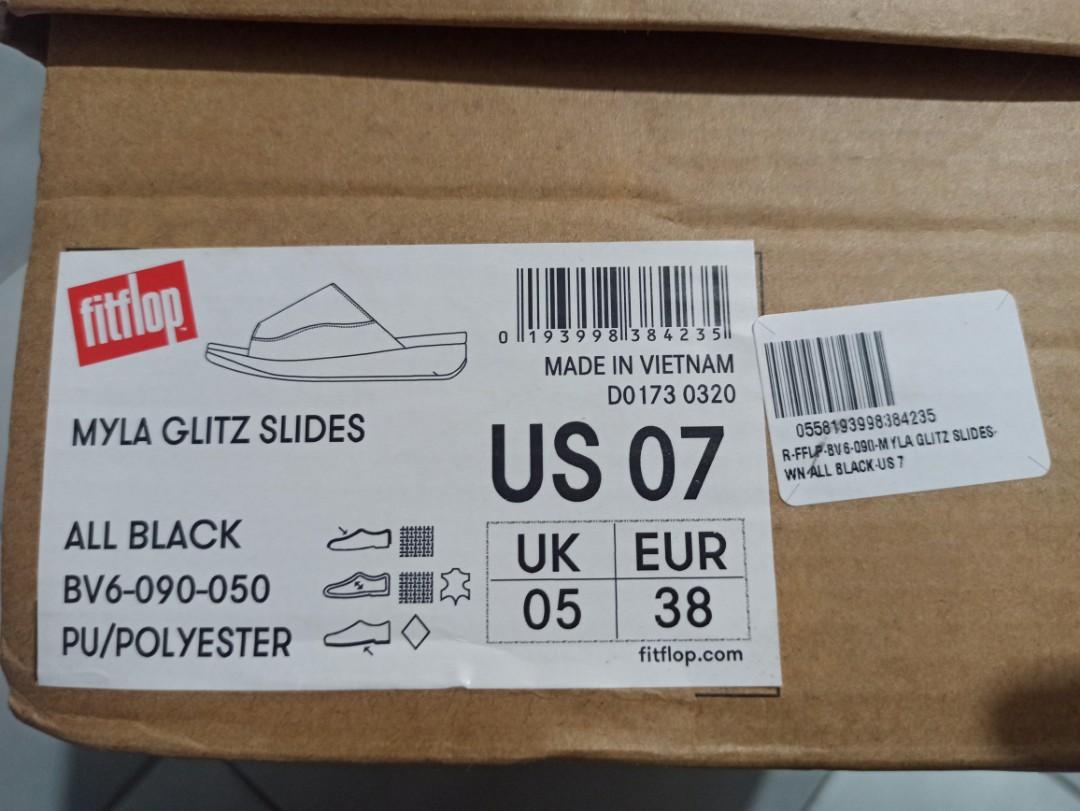 fitflop
0 193998 384235
MADE IN VIETNAM
D0173 0320
MYLA GLITZ SLIDES
US 07
ALL BLACK
BV6-090-050
PU/POLYESTER
UK EUR
05 38
fitflop.com
0558193998384235
R-FFLP-BV6-090-MYLA GLITZ SLIDES-
WN-ALL BLACK-US 7